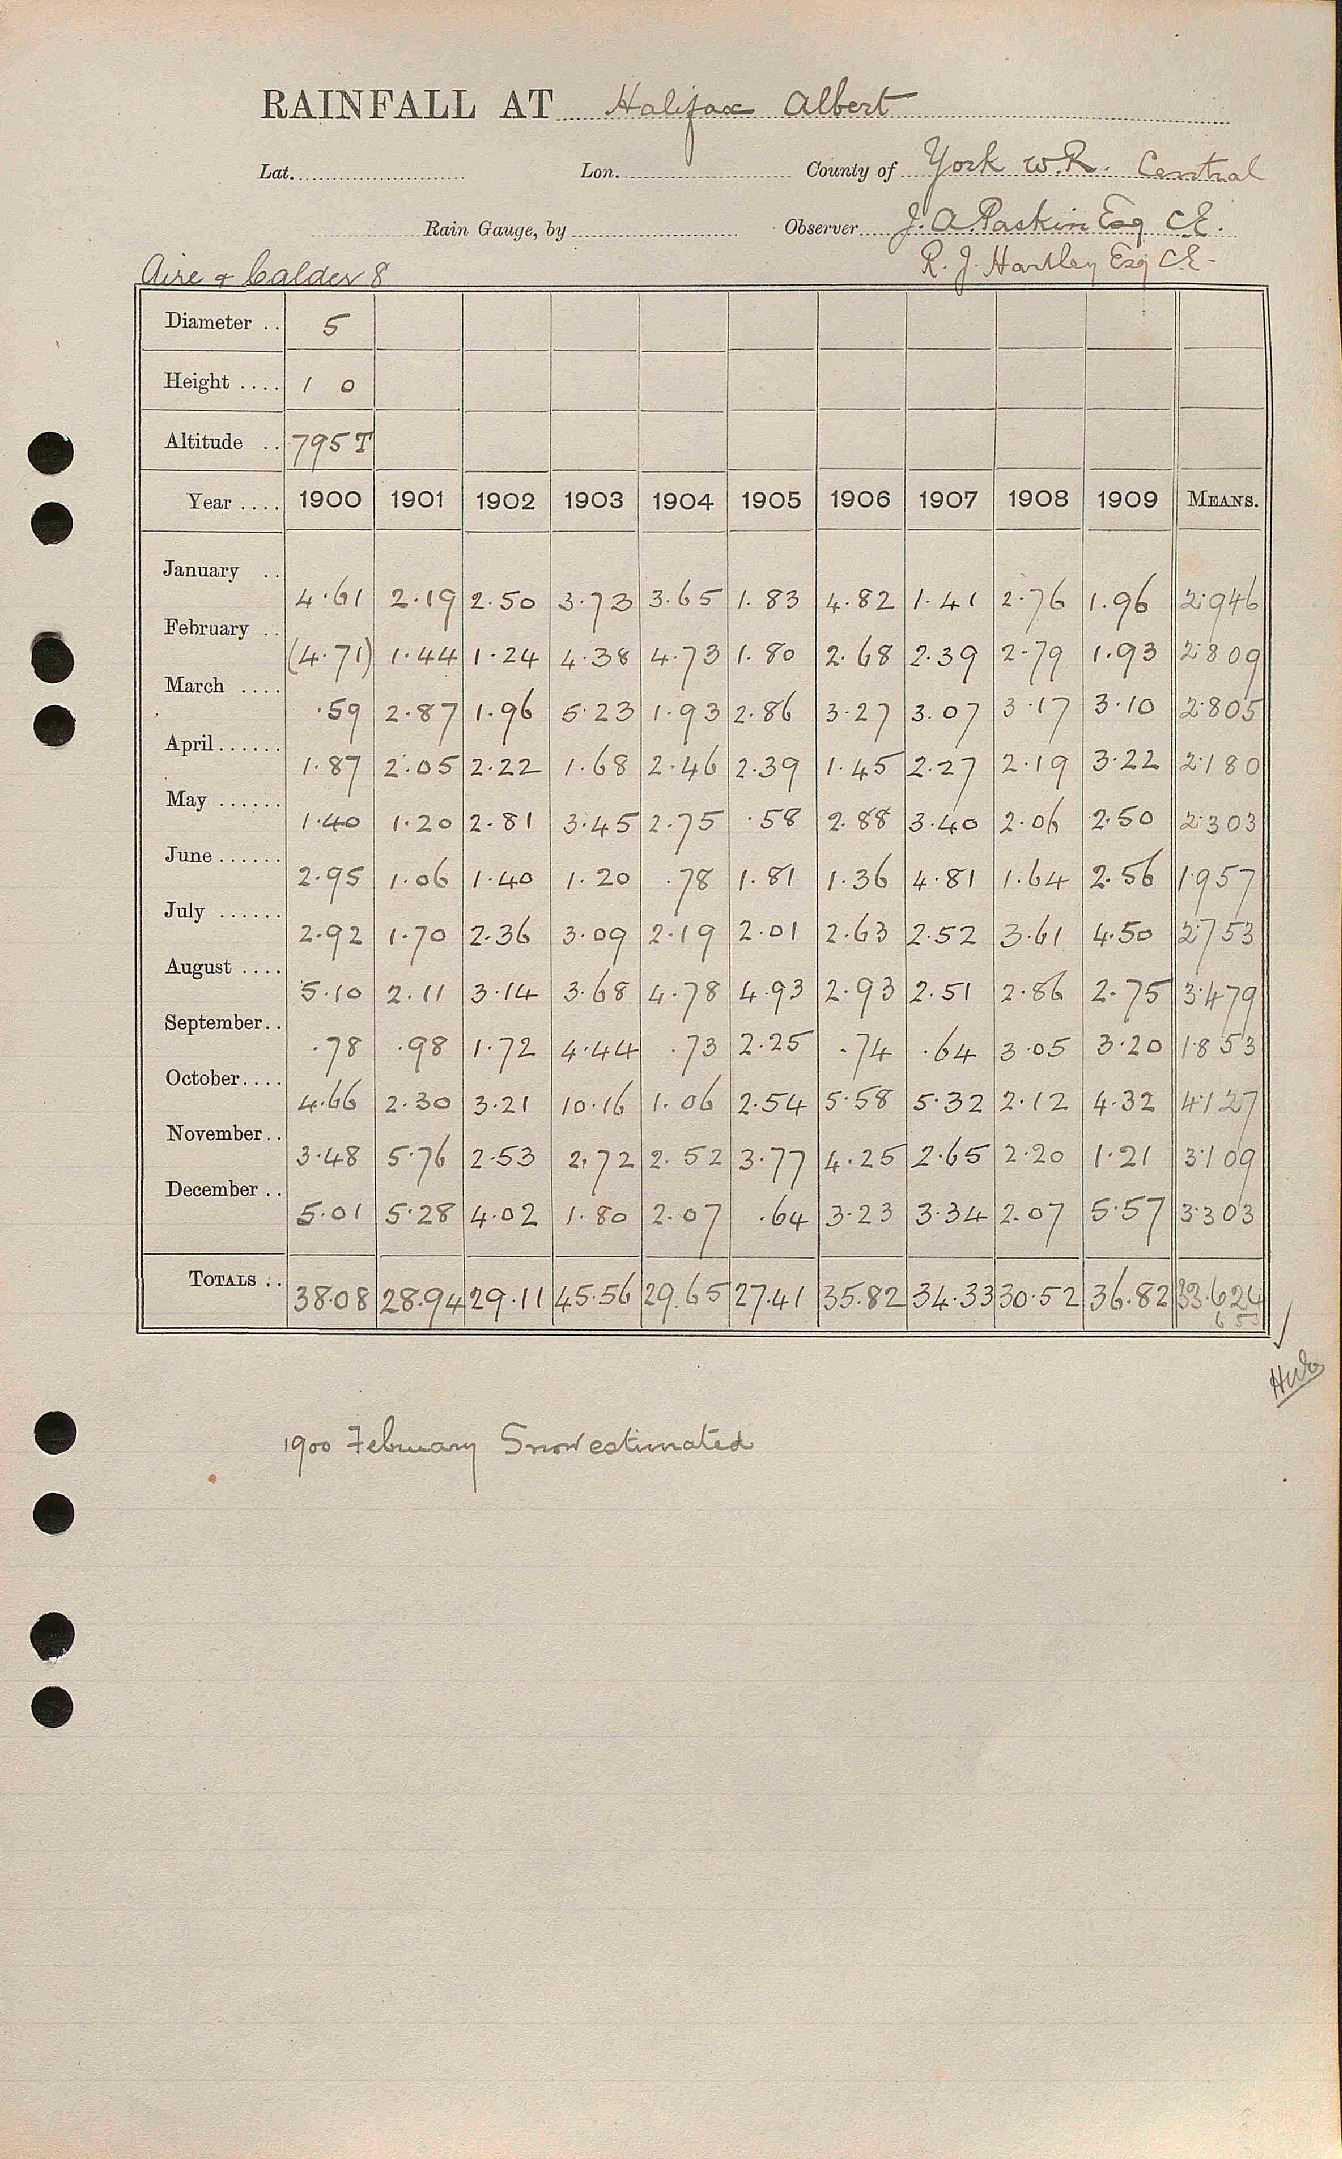 RAINFALL AT Halifax Albert
Lat. Lon. County of York W.R. Central
Rain Gauge, by Observer J. A. Paskin Esq C.E.
Aire & Calder 8 R. J. Hartley Esq C.E.
Diameter .. 5
Height .... 1 0
Altitude .. 795 T
Year .... 1900 1901 1902 1903 1904 1905 1906 1907 1908 1909 MEANS.
January .. 4.61 2.19 2.50 3.73 3.65 1.83 4.82 1.41 2.76 1.96 2.946
February .. (4.71) 1.44 1.24 4.38 4.73 1.80 2.68 2.39 2.79 1.93 2.809
March .... .59 2.87 1.96 5.23 1.93 2.86 3.27 3.07 3.17 3.10 2.805
April ...... 1.87 2.05 2.22 1.68 2.46 2.39 1.45 2.27 2.19 3.22 2.180
May ...... 1.40 1.20 2.81 3.45 2.75 .58 2.88 3.40 2.06 2.50 2.303
June ...... 2.95 1.06 1.40 1.20 .78 1.81 1.36 4.81 1.64 2.56 1.957
July ...... 2.92 1.70 2.36 3.09 2.19 2.01 2.63 2.52 3.61 4.50 2.753
August .... 5.10 2.11 3.14 3.68 4.78 4.93 2.93 2.51 2.86 2.75 3.479
September .. .78 .98 1.72 4.44 .73 2.25 .74 .64 3.05 3.20 1.853
October .... 4.66 2.30 3.21 10.16 1.06 2.54 5.58 5.32 2.12 4.32 4.127
November .. 3.48 5.76 2.53 2.72 2.52 3.77 4.25 2.65 2.20 1.21 3.109
December .. 5.01 5.28 4.02 1.80 2.07 .64 3.23 3.34 2.07 5.57 3.303
TOTALS .. 38.08 28.94 29.11 45.56 29.65 27.41 35.82 34.33 30.52 36.82 33.624
1900 February Snow estimated